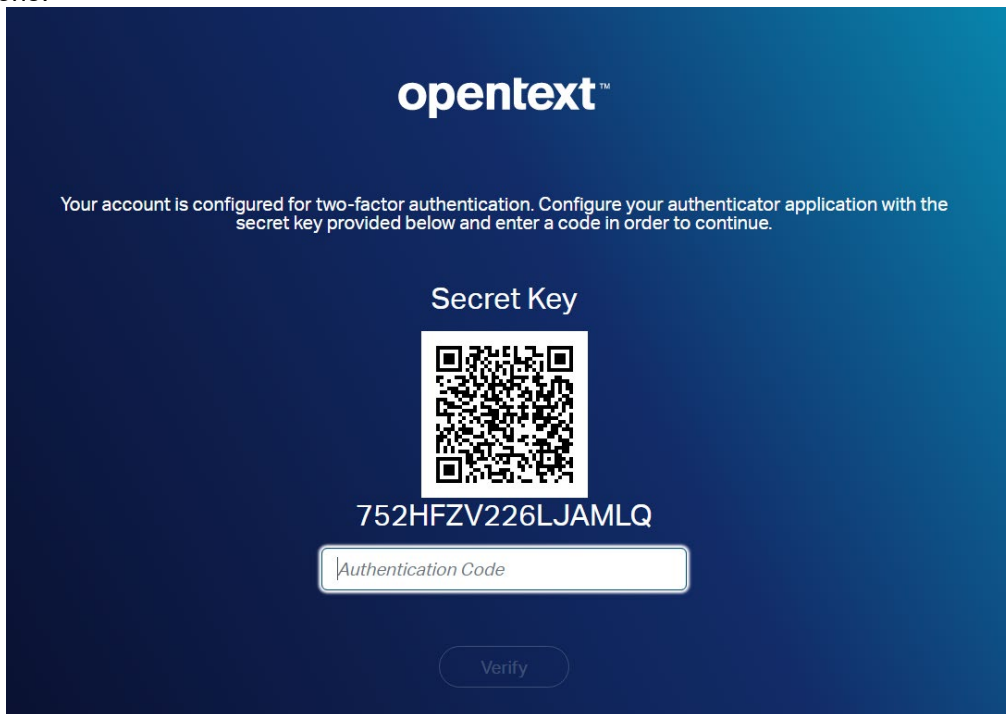 opentext™
Your account is configured for two-factor authentication. Configure your authenticator application with the
secret key provided below and enter a code in order to continue.
Secret Key
752HFZV226LJAMLQ
Authentication Code
Verify